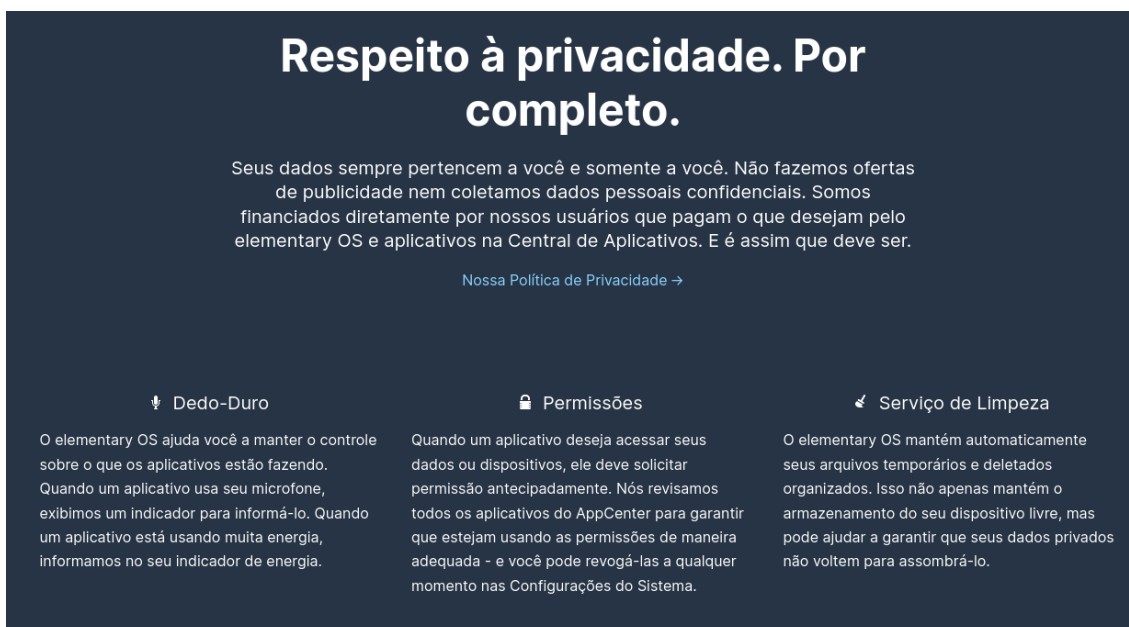 Respeito à privacidade. Por
completo.
Seus dados sempre pertencem a você e somente a você. Não fazemos ofertas
de publicidade nem coletamos dados pessoais confidenciais. Somos
financiados diretamente por nossos usuários que pagam o que desejam pelo
elementary OS e aplicativos na Central de Aplicativos. E é assim que deve ser.
Nossa Política de Privacidade →
Dedo-Duro
O elementary OS ajuda você a manter o controle
sobre o que os aplicativos estão fazendo.
Quando um aplicativo usa seu microfone,
exibimos um indicador para informá-lo. Quando
um aplicativo está usando muita energia,
informamos no seu indicador de energia.
Permissões
Quando um aplicativo deseja acessar seus
dados ou dispositivos, ele deve solicitar
permissão antecipadamente. Nós revisamos
todos os aplicativos do AppCenter para garantir
que estejam usando as permissões de maneira
adequada - e você pode revogá-las a qualquer
momento nas Configurações do Sistema.
Serviço de Limpeza
O elementary OS mantém automaticamente
seus arquivos temporários e deletados
organizados. Isso não apenas mantém o
armazenamento do seu dispositivo livre, mas
pode ajudar a garantir que seus dados privados
não voltem para assombrá-lo.